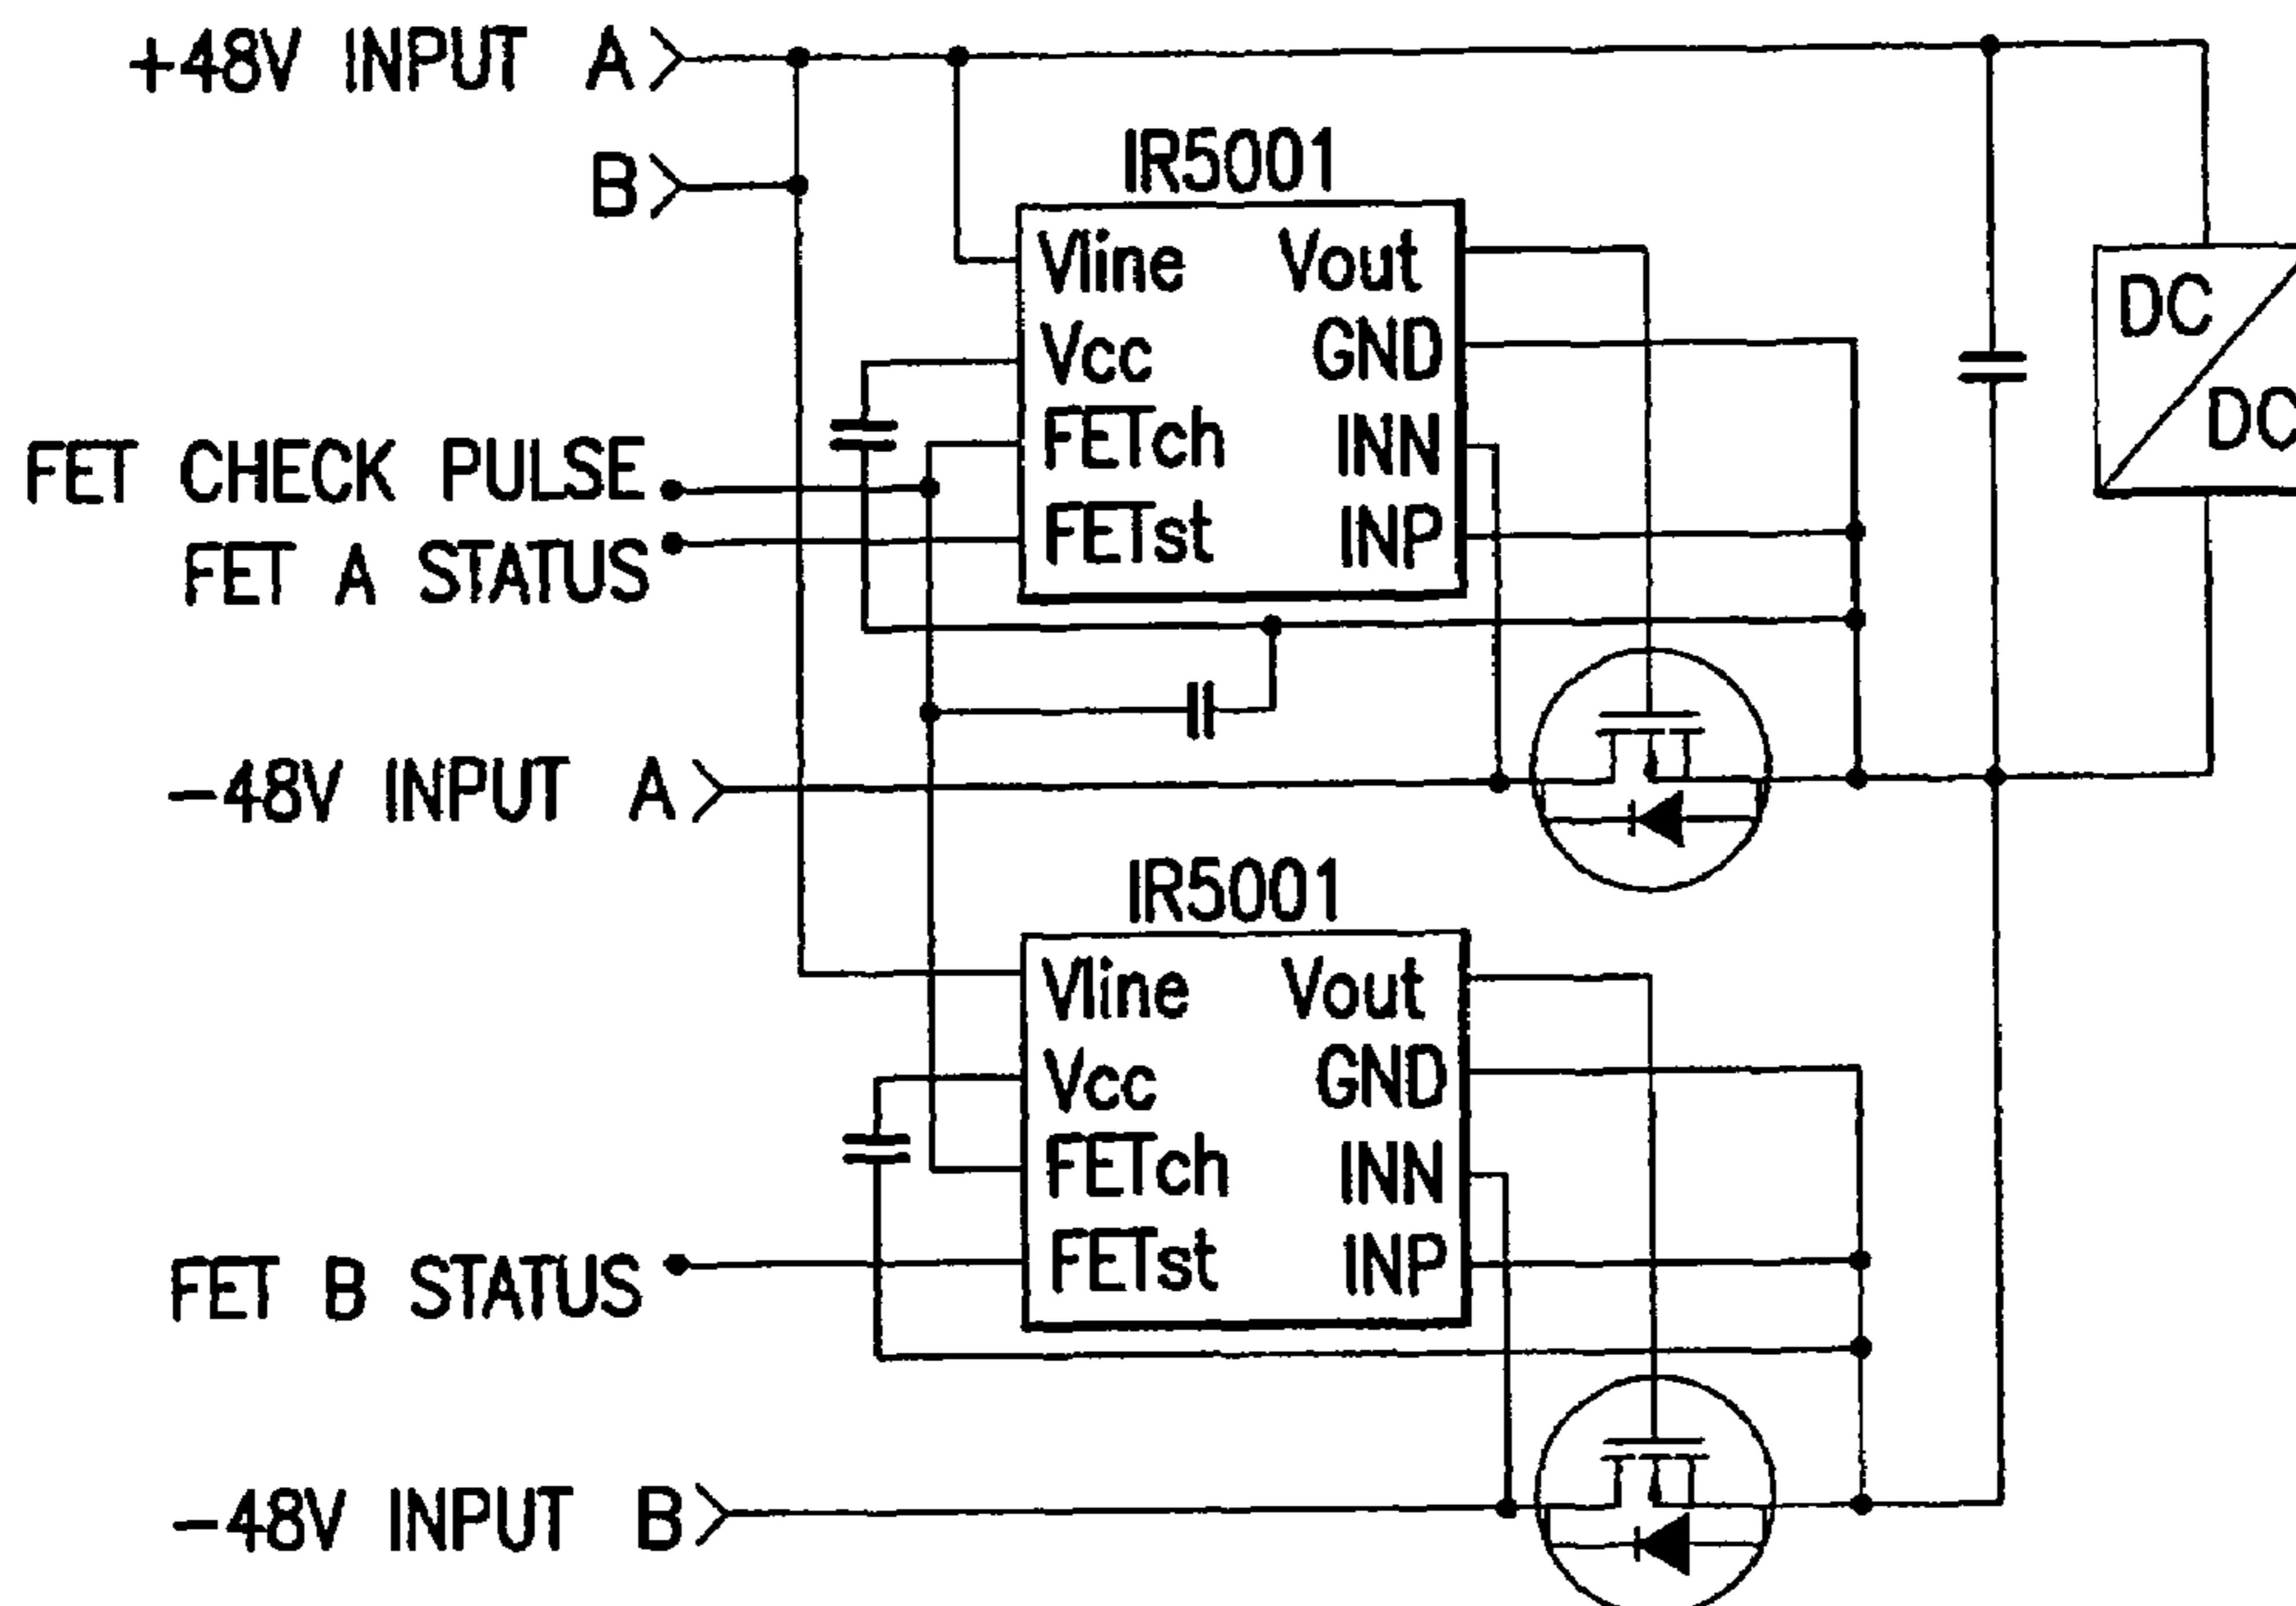 +48V INPUT A
B
IR5001
Vline Vout
Vcc GND
FETch INN
FETst INP
FET CHECK PULSE
FET A STATUS
DC
DC
-48V INPUT A
IR5001
Vline Vout
Vcc GND
FETch INN
FETst INP
FET B STATUS
-48V INPUT B